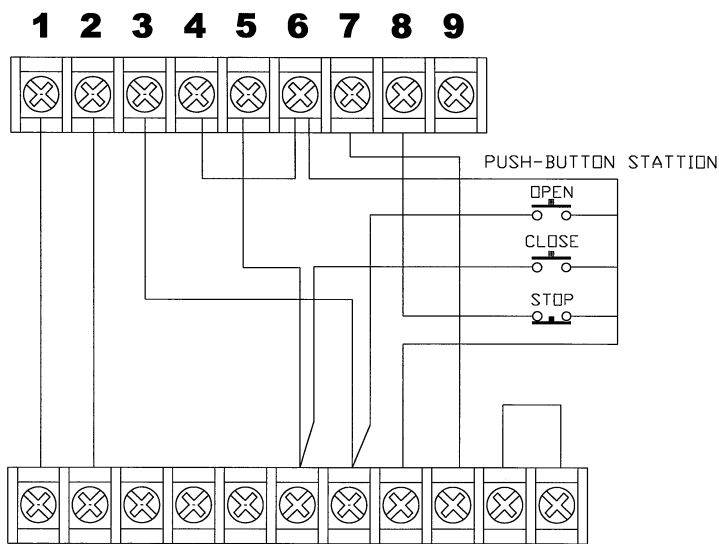 1 2 3 4 5 6 7 8 9
PUSH-BUTTON STATTION
OPEN
CLOSE
STOP